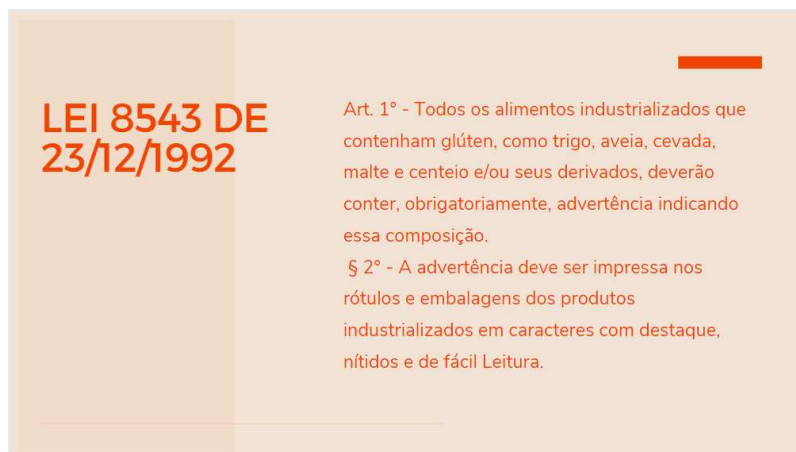 LEI 8543 DE
23/12/1992
Art. 1° - Todos os alimentos industrializados que
contenham glúten, como trigo, aveia, cevada,
malte e centeio e/ou seus derivados, deverão
conter, obrigatoriamente, advertência indicando
essa composição.
§ 2° - A advertência deve ser impressa nos
rótulos e embalagens dos produtos
industrializados em caracteres com destaque,
nítidos e de fácil Leitura.